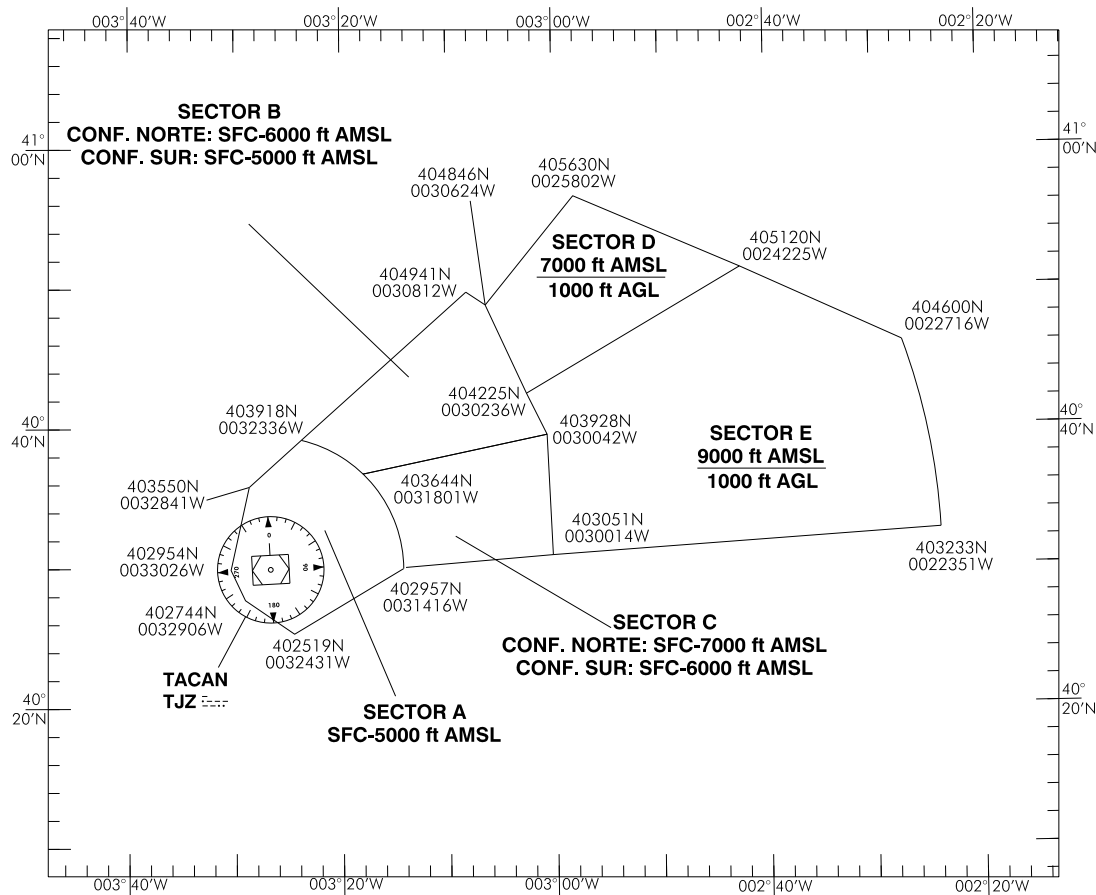 003°40'W
003°20'W
003°00'W
002°40'W
002°20'W
SECTOR B
CONF. NORTE: SFC-6000 ft AMSL
CONF. SUR: SFC-5000 ft AMSL
41°
00'N
41°
00'N
404846N
0030624W
405630N
0025802W
SECTOR D
7000 ft AMSL
1000 ft AGL
405120N
0024225W
404941N
0030812W
404600N
0022716W
404225N
0030236W
403918N
0032336W
403928N
0030042W
40°
40'N
40°
40'N
SECTOR E
9000 ft AMSL
1000 ft AGL
403644N
0031801W
403550N
0032841W
403051N
0030014W
403233N
0022351W
0
90
180
270
402954N
0033026W
402957N
0031416W
402744N
0032906W
402519N
0032431W
SECTOR C
CONF. NORTE: SFC-7000 ft AMSL
CONF. SUR: SFC-6000 ft AMSL
TACAN
TJZ
SECTOR A
SFC-5000 ft AMSL
40°
20'N
40°
20'N
003°40'W
003°20'W
003°00'W
002°40'W
002°20'W